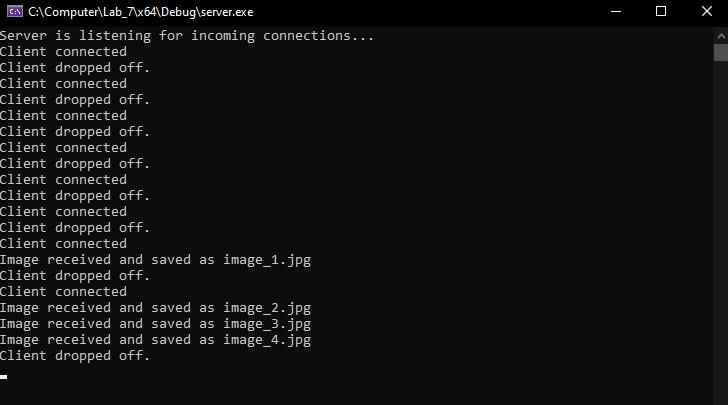 C:\Computer\Lab_7\x64\Debug\server.exe
Server is listening for incoming connections...
Client connected
Client dropped off.
Client connected
Client dropped off.
Client connected
Client dropped off.
Client connected
Client dropped off.
Client connected
Client dropped off.
Client connected
Client dropped off.
Client connected
Image received and saved as image_1.jpg
Client dropped off.
Client connected
Image received and saved as image_2.jpg
Image received and saved as image_3.jpg
Image received and saved as image_4.jpg
Client dropped off.